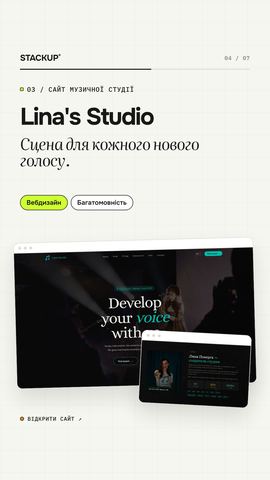 STACKUP°
04 / 07
03 / САЙТ МУЗИЧНОЇ СТУДІЇ
Lina's Studio
Сцена для кожного нового
голосу.
Вебдизайн
Багатомовність
Develop
your voice
with
ВІДКРИТИ САЙТ ↗